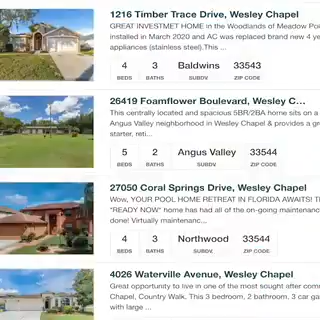 1216 Timber Trace Drive, Wesley Chapel
GREAT INVESTMET HOME in the Woodlands of Meadow Poi
installed in March 2020 and AC was replaced brand new 4 ye
appliances (stainless steel).This ...
4 3 Baldwins 33543
BEDS BATHS SUBDV. ZIP CODE
26419 Foamflower Boulevard, Wesley C...
This centrally located and spacious 5BR/2BA home sits on a
Angus Valley neighborhood in Wesley Chapel & provides a gre
starter, reti...
5 2 Angus Valley 33544
BEDS BATHS SUBDV. ZIP CODE
27050 Coral Springs Drive, Wesley Chapel
Wow, YOUR POOL HOME RETREAT IN FLORIDA AWAITS! T
"READY NOW" home has had all of the on-going maintenanc
done! Virtually maintenanc...
4 3 Northwood 33544
BEDS BATHS SUBDV. ZIP CODE
4026 Waterville Avenue, Wesley Chapel
Great opportunity to live in one of the most sought after comm
Chapel, Country Walk. This 3 bedroom, 2 bathroom, 3 car ga
with large ...